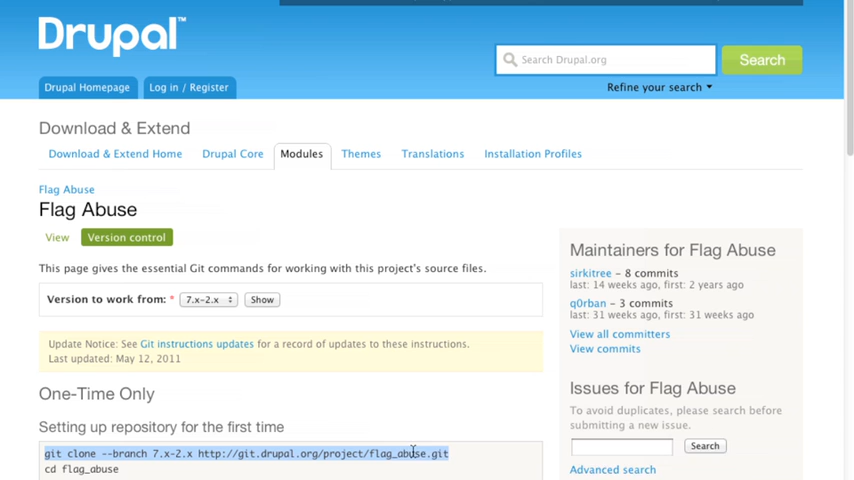 Drupal™
Search Drupal.org
Search
Drupal Homepage
Log in / Register
Refine your search
Download & Extend
Download & Extend Home
Drupal Core
Modules
Themes
Translations
Installation Profiles
Flag Abuse
Flag Abuse
View
Version control
This page gives the essential Git commands for working with this project's source files.
Version to work from: * 7.x-2.x Show
Update Notice: See Git instructions updates for a record of updates to these instructions.
Last updated: May 12, 2011
One-Time Only
Setting up repository for the first time
git clone --branch 7.x-2.x http://git.drupal.org/project/flag_abuse.git
cd flag_abuse
Maintainers for Flag Abuse
sirkitree – 8 commits
last: 14 weeks ago, first: 2 years ago
q0rban – 3 commits
last: 31 weeks ago, first: 31 weeks ago
View all committers
View commits
Issues for Flag Abuse
To avoid duplicates, please search before
submitting a new issue.
Search
Advanced search